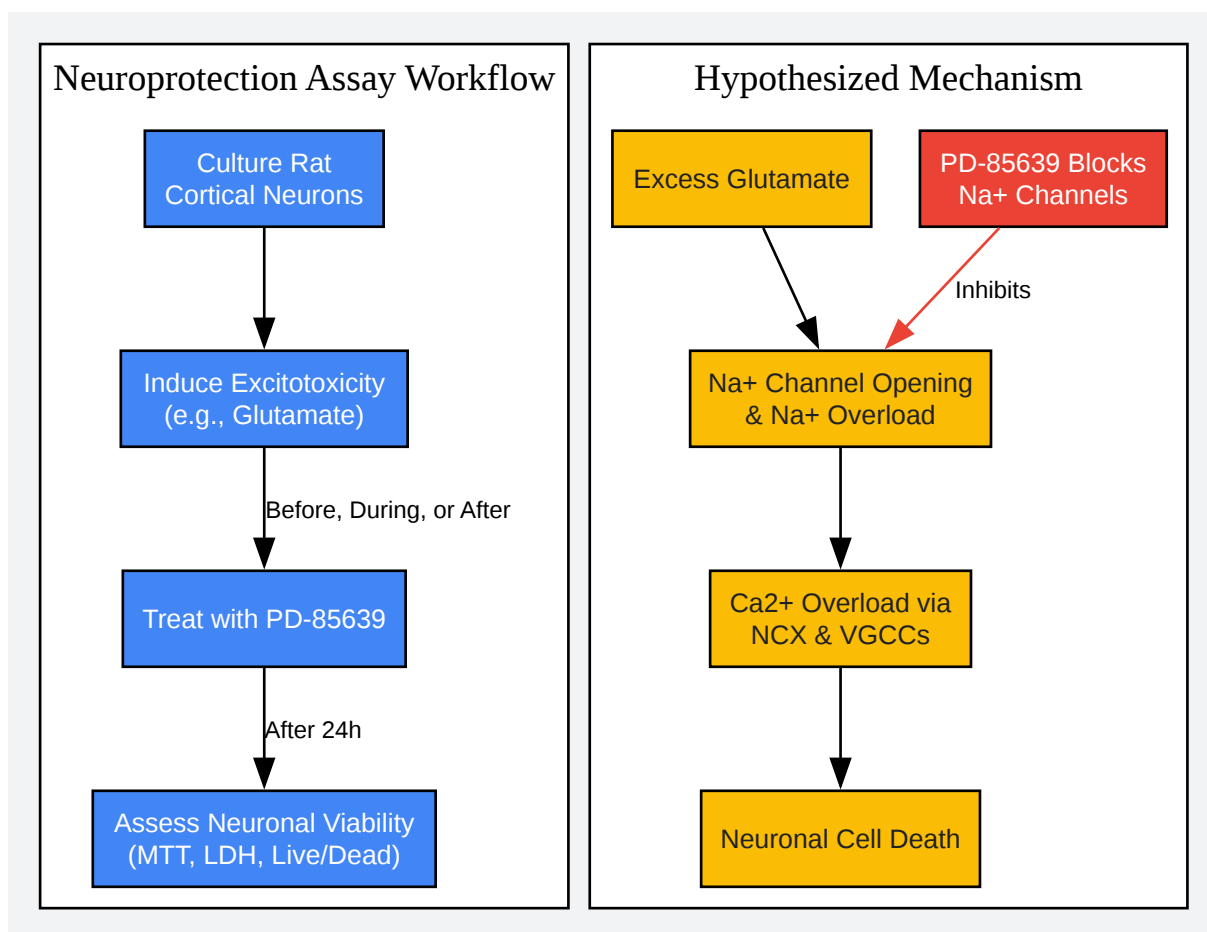 Neuroprotection Assay Workflow
Culture Rat
Cortical Neurons
Induce Excitotoxicity
(e.g., Glutamate)
Before, During, or After
Treat with PD-85639
After 24h
Assess Neuronal Viability
(MTT, LDH, Live/Dead)
Hypothesized Mechanism
Excess Glutamate
PD-85639 Blocks
Na+ Channels
Inhibits
Na+ Channel Opening
& Na+ Overload
Ca2+ Overload via
NCX & VGCCs
Neuronal Cell Death